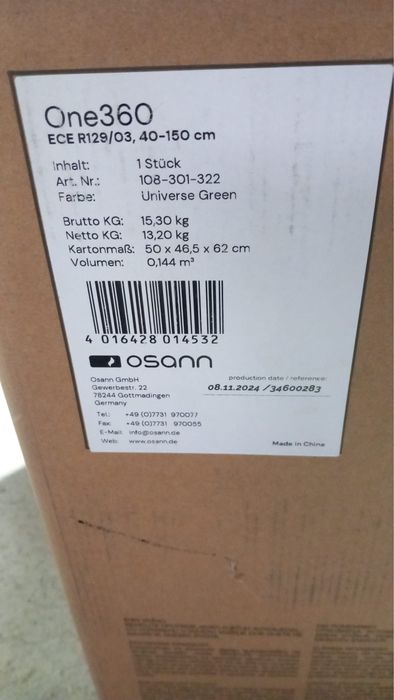 One360
ECE R129/03, 40-150 cm
Inhalt: 1 Stück
Art. Nr.: 108-301-322
Farbe: Universe Green
Brutto KG: 15,30 kg
Netto KG: 13,20 kg
Kartonmaß: 50 x 46,5 x 62 cm
Volumen: 0,144 m³
4 016428 014532
osann
Osann GmbH
Gewerbestr. 22
78244 Gottmadingen
Germany
production date / reference:
08.11.2024 /34600283
Tel.: +49 (0)7731 970077
Fax: +49 (0)7731 970055
E-Mail: info@osann.de
Web: www.osann.de
Made in China